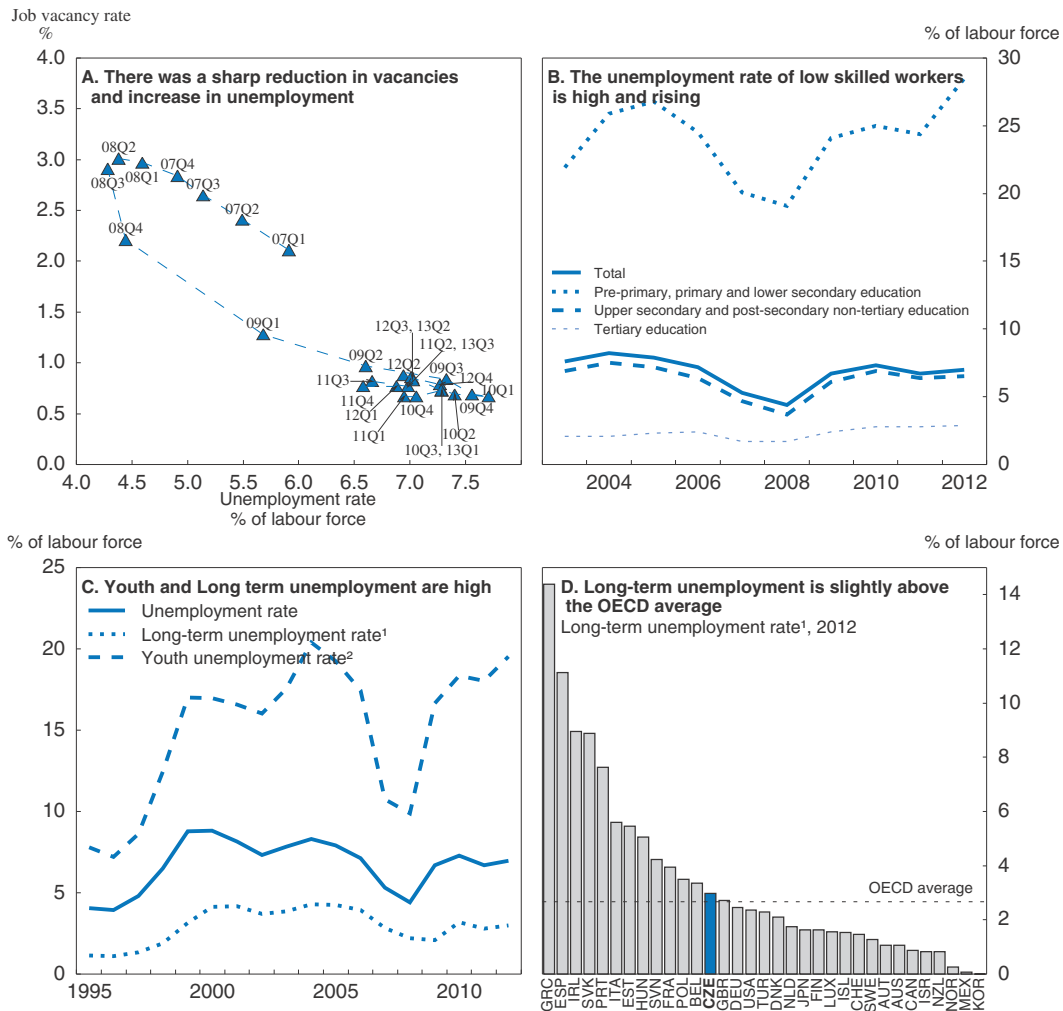 Job vacancy rate
%
% of labour force
A. There was a sharp reduction in vacancies
and increase in unemployment
4.0
3.5
3.0
2.5
2.0
1.5
1.0
0.5
0.0
08Q2
08Q3
08Q1
07Q4
07Q3
07Q2
07Q1
08Q4
09Q1
12Q3, 13Q2
11Q2, 13Q3
09Q2
12Q2
09Q3
11Q3
12Q4
10Q1
11Q4
12Q1
10Q4
09Q4
11Q1
10Q2
10Q3, 13Q1
4.0 4.5 5.0 5.5 6.0 6.5 7.0 7.5
Unemployment rate
% of labour force
B. The unemployment rate of low skilled workers
is high and rising
30
25
20
15
10
5
0
Total
Pre-primary, primary and lower secondary education
Upper secondary and post-secondary non-tertiary education
Tertiary education
2004 2006 2008 2010 2012
% of labour force
C. Youth and Long term unemployment are high
Unemployment rate
Long-term unemployment rate¹
Youth unemployment rate²
25
20
15
10
5
0
1995 2000 2005 2010
% of labour force
D. Long-term unemployment is slightly above
the OECD average
Long-term unemployment rate¹, 2012
14
12
10
8
6
4
2
0
OECD average
GRC ESP IRL SVK PRT ITA EST HUN SVN FRA POL BEL CZE GBR DEU USA TUR DNK NLD JPN FIN LUX ISL CHE SWE AUT AUS CAN ISR NZL NOR MEX KOR